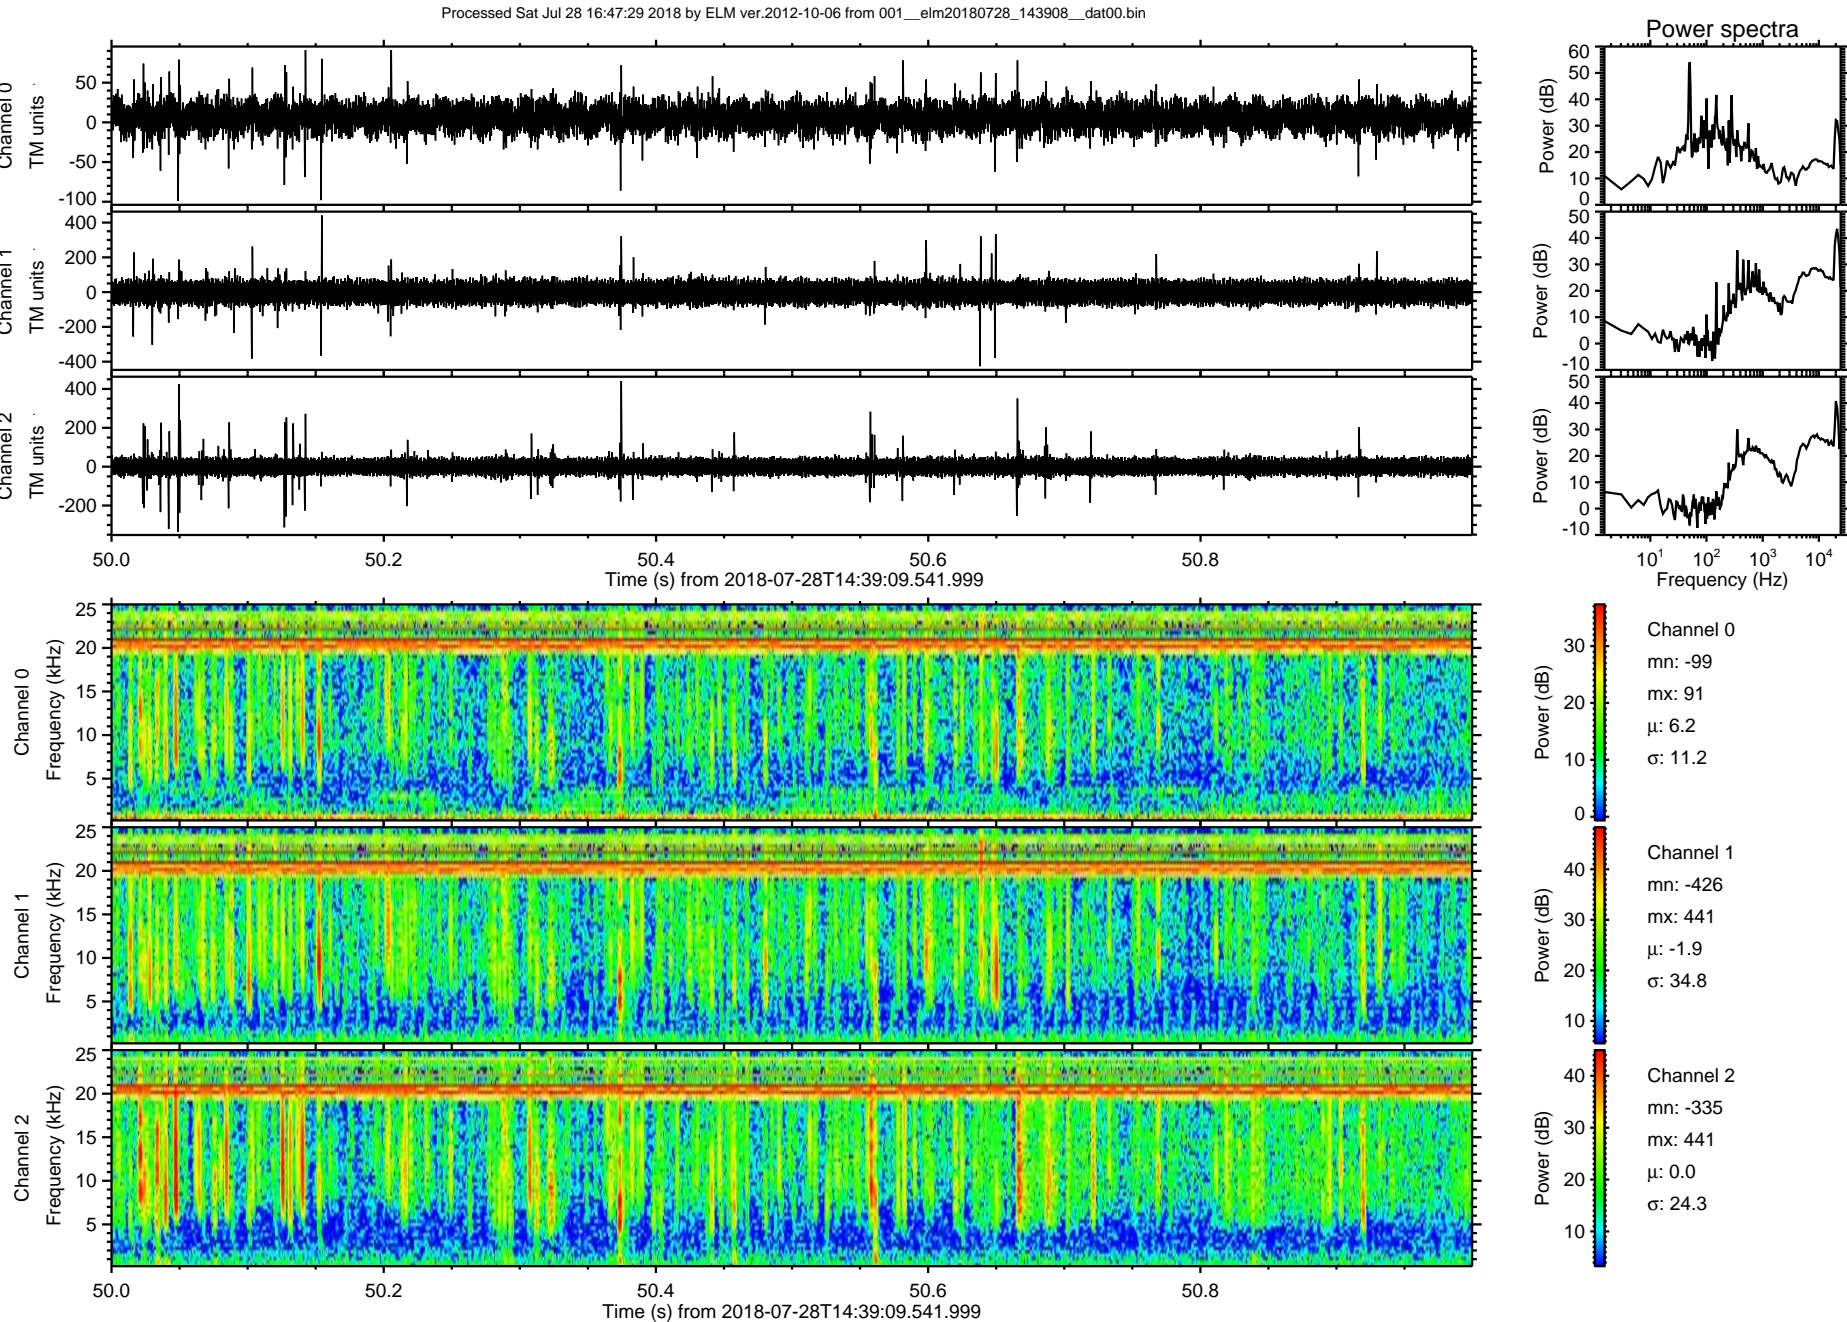 Processed Sat Jul 28 16:47:29 2018 by ELM ver.2012-10-06 from 001__elm20180728_143908__dat00.bin
Power spectra
Channel 0
TM units
50
0
-50
-100
Power (dB)
60
50
40
30
20
10
0
Channel 1
TM units
400
200
0
-200
-400
Power (dB)
50
40
30
20
10
0
-10
Channel 2
TM units
400
200
0
-200
Power (dB)
50
40
30
20
10
0
-10
50.0 50.2 50.4 50.6 50.8
Time (s) from 2018-07-28T14:39:09.541.999
10¹ 10² 10³ 10⁴
Frequency (Hz)
Channel 0
Frequency (kHz)
25
20
15
10
5
Power (dB)
30
20
10
0
Channel 0
mn: -99
mx: 91
μ: 6.2
σ: 11.2
Channel 1
Frequency (kHz)
25
20
15
10
5
Power (dB)
40
30
20
10
Channel 1
mn: -426
mx: 441
μ: -1.9
σ: 34.8
Channel 2
Frequency (kHz)
25
20
15
10
5
Power (dB)
40
30
20
10
Channel 2
mn: -335
mx: 441
μ: 0.0
σ: 24.3
50.0 50.2 50.4 50.6 50.8
Time (s) from 2018-07-28T14:39:09.541.999